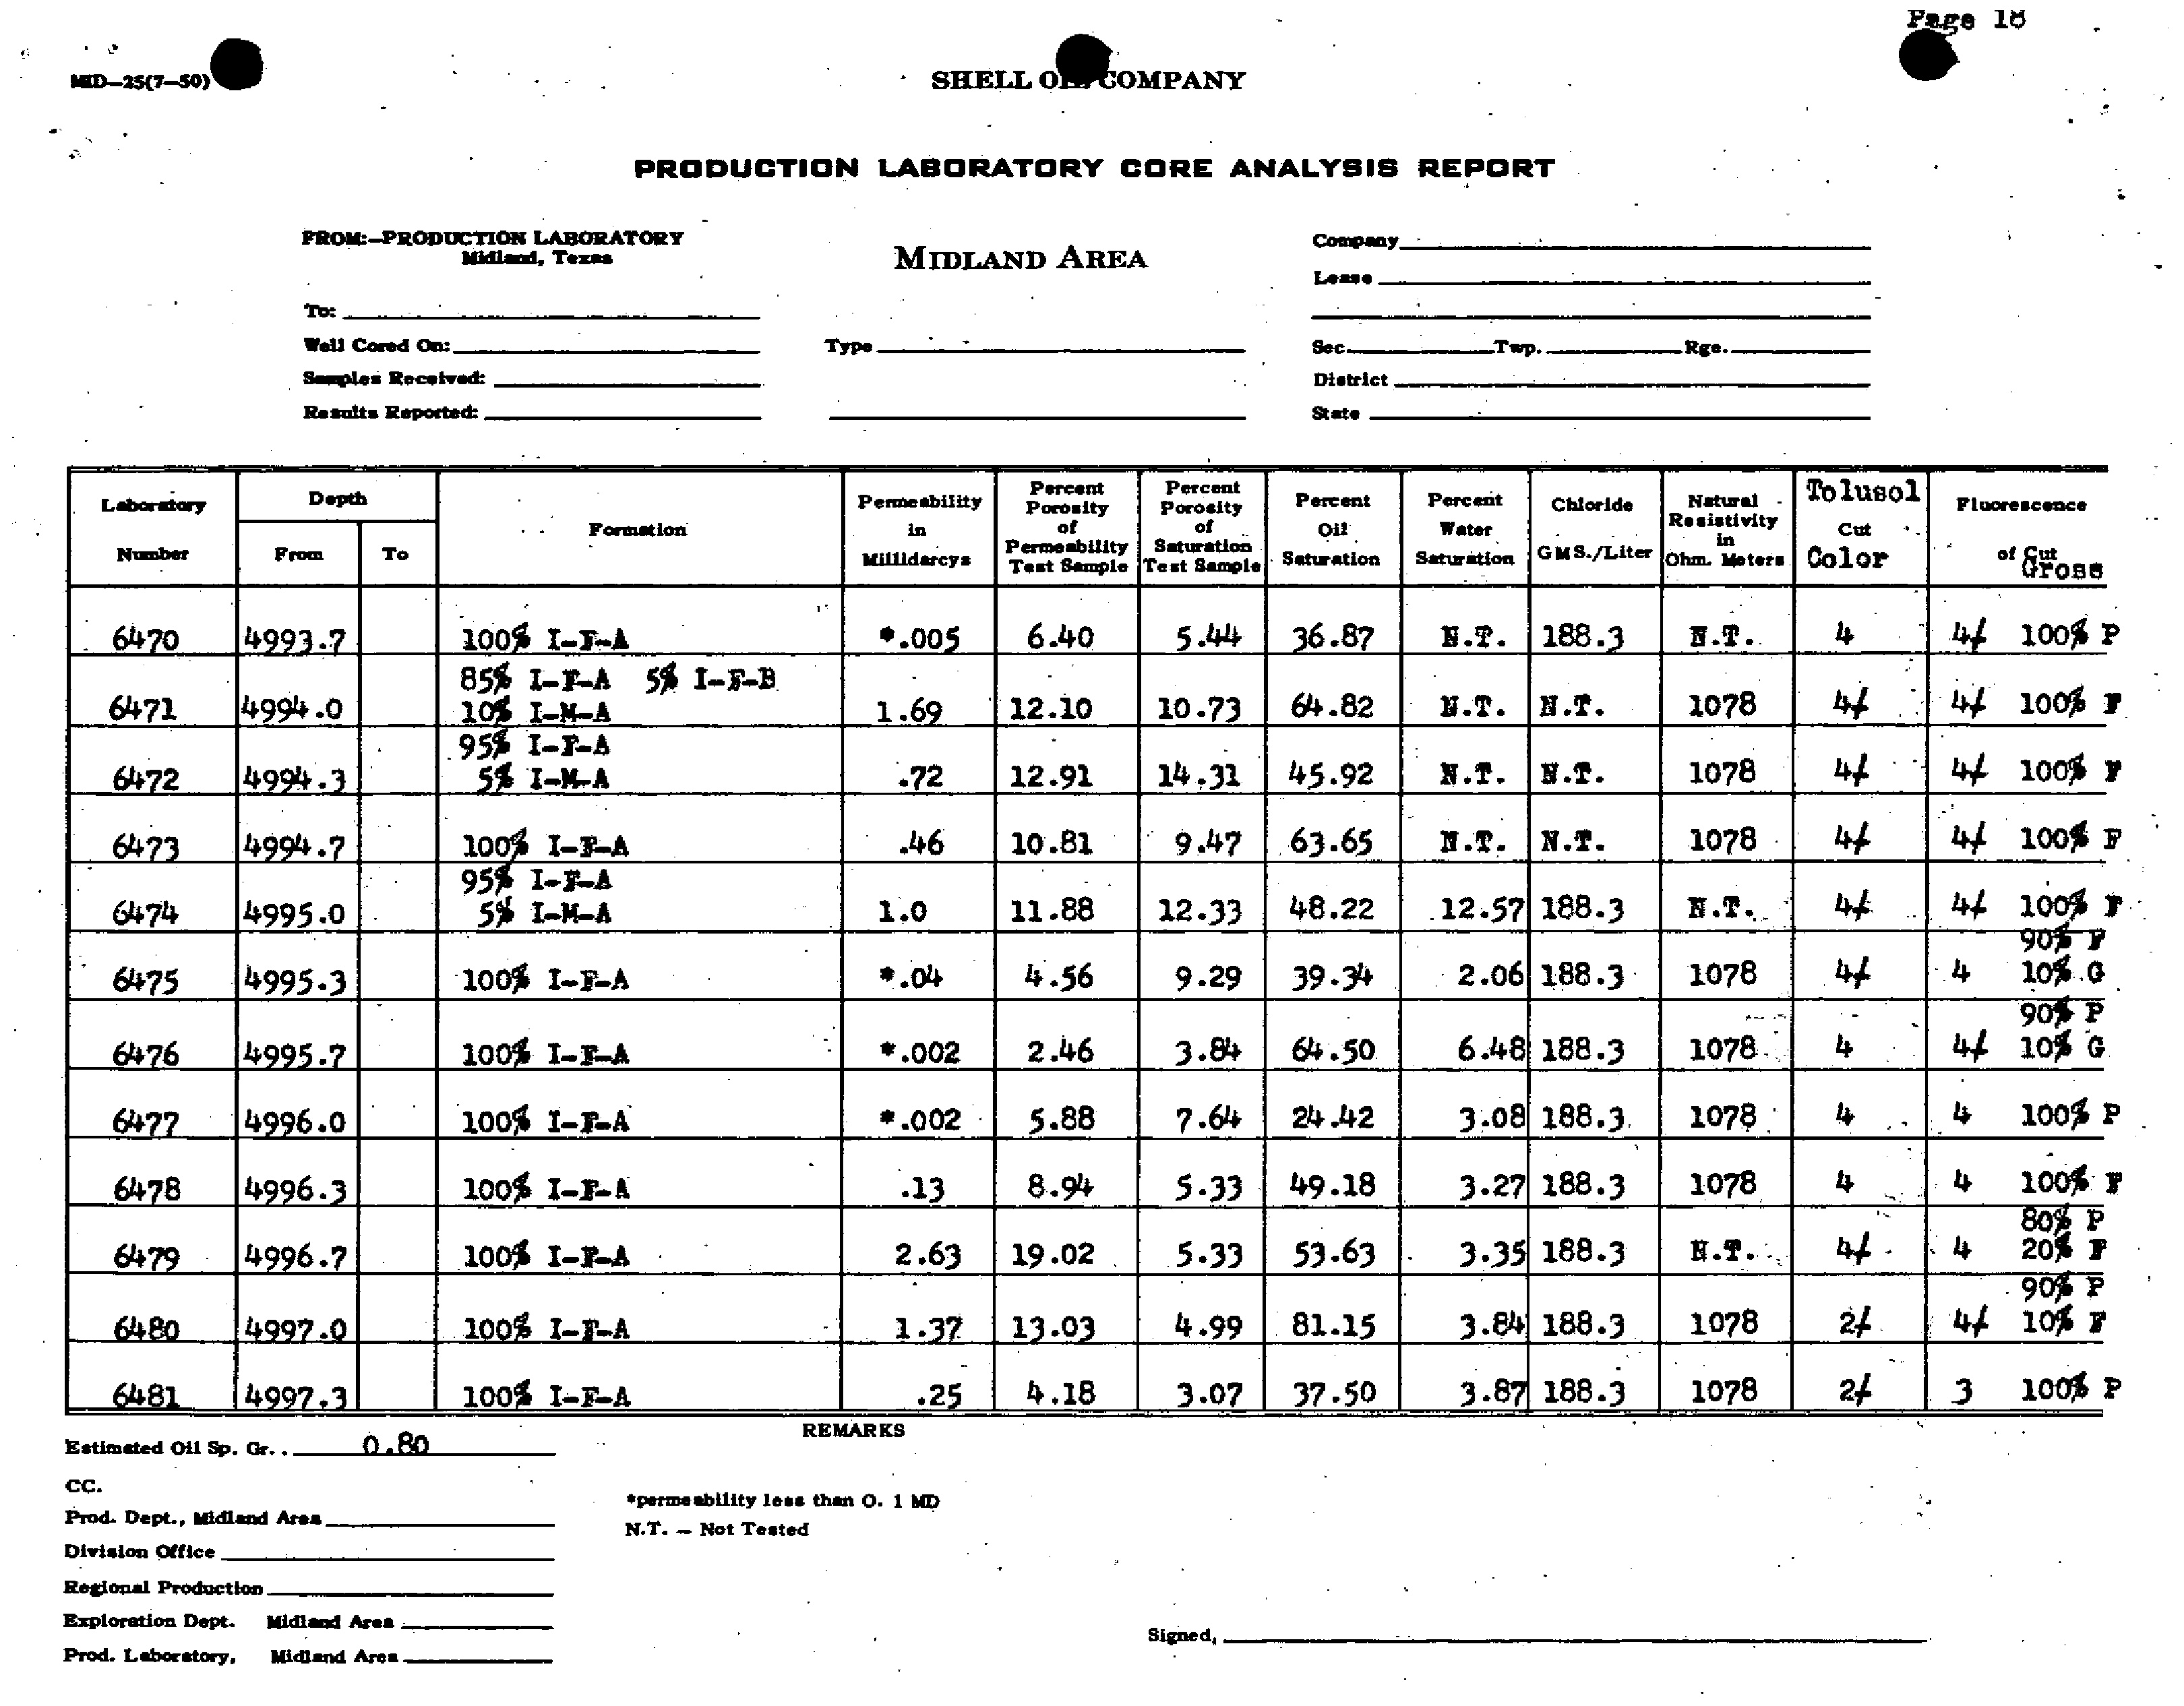 Page 18
MID-25(7-50)
SHELL OIL COMPANY
PRODUCTION LABORATORY CORE ANALYSIS REPORT
FROM:-PRODUCTION LABORATORY
Midland, Texas
MIDLAND AREA
Company
Lease
To:
Well Cored On:
Type
Sec. Twp. Rge.
Samples Received:
District
Results Reported:
State
Laboratory Number
Depth
From To
Formation
Permeability in Millidarcys
Percent Porosity of Permeability Test Sample
Percent Porosity of Saturation Test Sample
Percent Oil Saturation
Percent Water Saturation
Chloride GMS./Liter
Natural Resistivity in Ohm. Meters
Tolusol Cut Color
Fluorescence of Cut Gross
6470 4993.7 100% I-F-A *.005 6.40 5.44 36.87 N.T. 188.3 N.T. 4 4/ 100% P
85% I-F-A 5% I-F-B
6471 4994.0 10% I-M-A 1.69 12.10 10.73 64.82 N.T. N.T. 1078 4/ 4/ 100% F
95% I-F-A
6472 4994.3 5% I-M-A .72 12.91 14.31 45.92 N.T. N.T. 1078 4/ 4/ 100% F
6473 4994.7 100% I-F-A .46 10.81 9.47 63.65 N.T. N.T. 1078 4/ 4/ 100% F
95% I-F-A
6474 4995.0 5% I-M-A 1.0 11.88 12.33 48.22 12.57 188.3 N.T. 4/ 4/ 100% F
90% F
6475 4995.3 100% I-F-A *.04 4.56 9.29 39.34 2.06 188.3 1078 4/ 4 10% G
90% P
6476 4995.7 100% I-F-A *.002 2.46 3.84 64.50 6.48 188.3 1078 4 4/ 10% G
6477 4996.0 100% I-F-A *.002 5.88 7.64 24.42 3.08 188.3 1078 4 4 100% P
6478 4996.3 100% I-F-A .13 8.94 5.33 49.18 3.27 188.3 1078 4 4 100% F
80% P
6479 4996.7 100% I-F-A 2.63 19.02 5.33 53.63 3.35 188.3 N.T. 4/ 4 20% F
90% P
6480 4997.0 100% I-F-A 1.37 13.03 4.99 81.15 3.84 188.3 1078 2/ 4/ 10% F
6481 4997.3 100% I-F-A .25 4.18 3.07 37.50 3.87 188.3 1078 2/ 3 100% P
REMARKS
Estimated Oil Sp. Gr.. 0.80
CC.
*permeability less than 0. 1 MD
Prod. Dept., Midland Area
N.T. - Not Tested
Division Office
Regional Production
Exploration Dept. Midland Area
Signed,
Prod. Laboratory, Midland Area